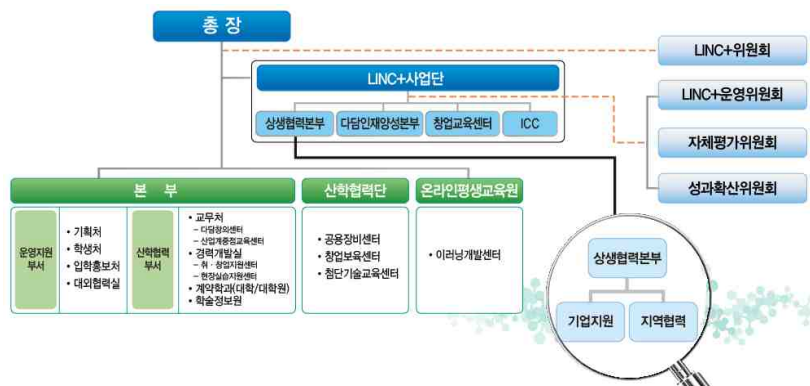 총 장
LINC+위원회
LINC+사업단
LINC+운영위원회
상생협력본부
다담인재양성본부
창업교육센터
ICC
자체평가위원회
성과확산위원회
본 부
산학협력단
온라인평생교육원
운영지원
부서
• 기획처
• 학생처
• 입학홍보처
• 대외협력실
산학협력
부서
• 교무처
– 다담창의센터
– 산업계중점교육센터
• 경력개발실
– 취 · 창업지원센터
– 현장실습지원센터
• 계약학과(대학/대학원)
• 학술정보원
• 공용장비센터
• 창업보육센터
• 첨단기술교육센터
• 이러닝개발센터
상생협력본부
기업지원
지역협력